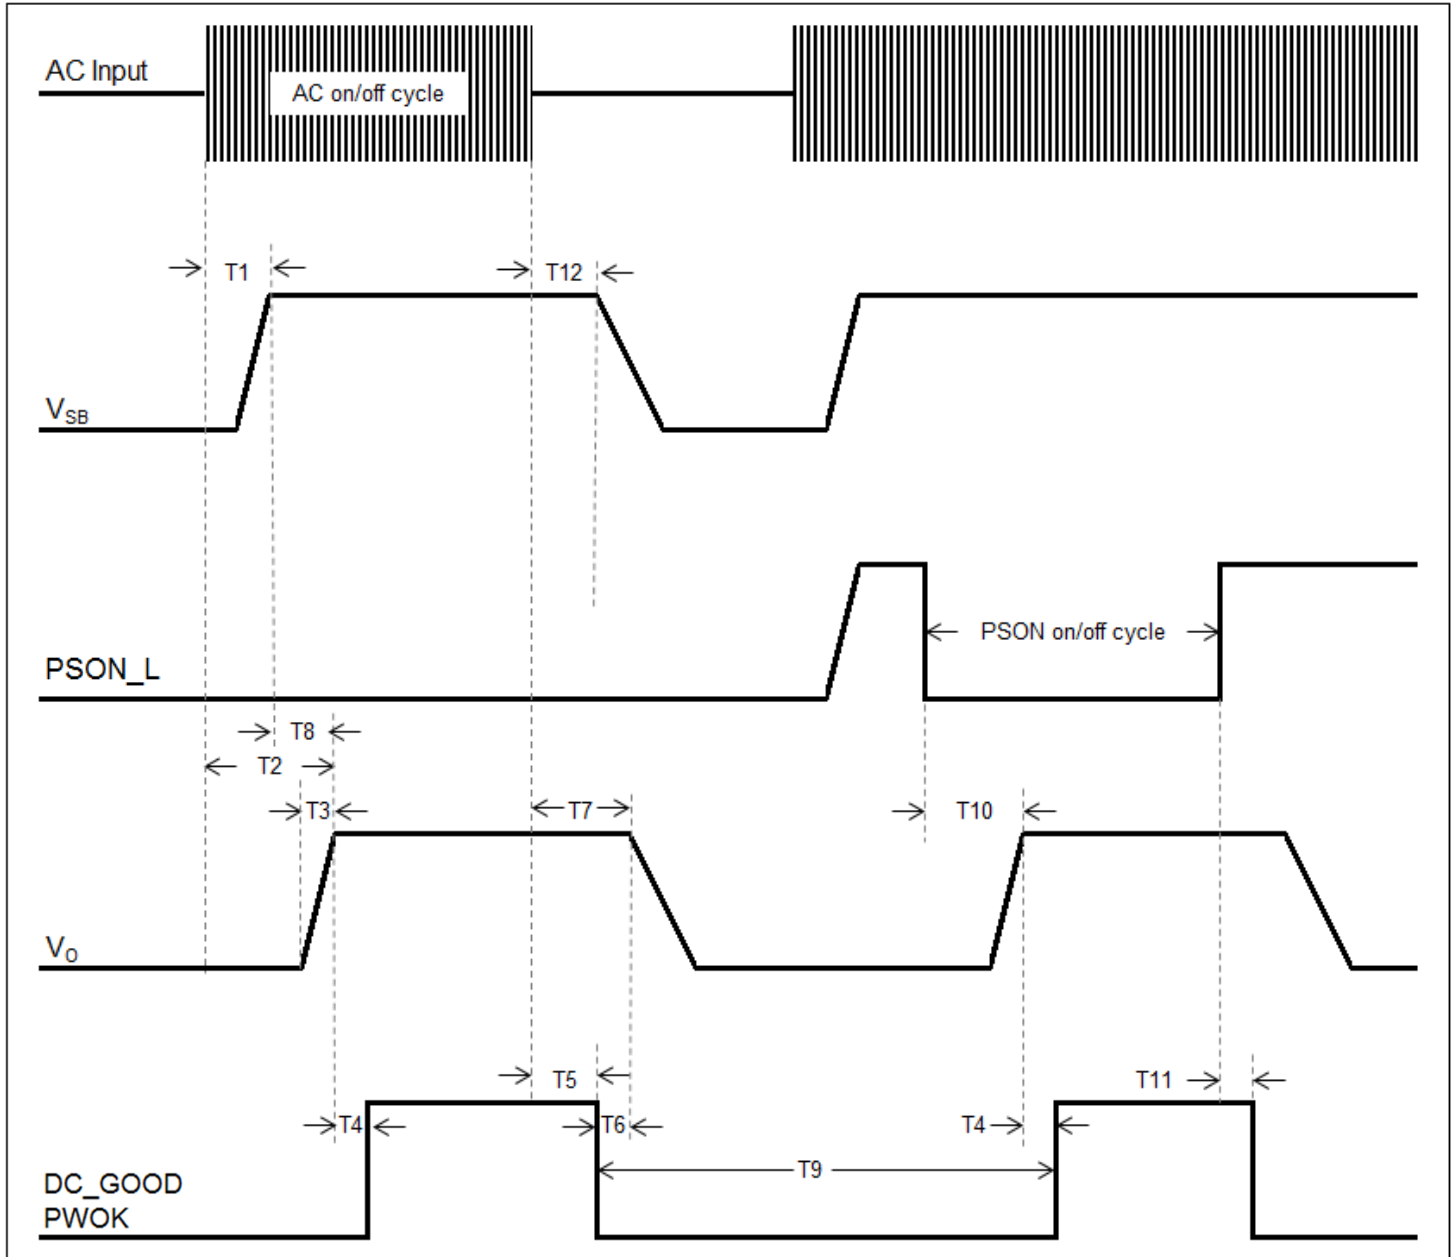 AC Input
AC on/off cycle
T1
T12
VSB
PSON on/off cycle
PSON_L
T8
T2
T3
T7
T10
VO
T5
T11
T4
T6
T4
T9
DC_GOOD
PWOK